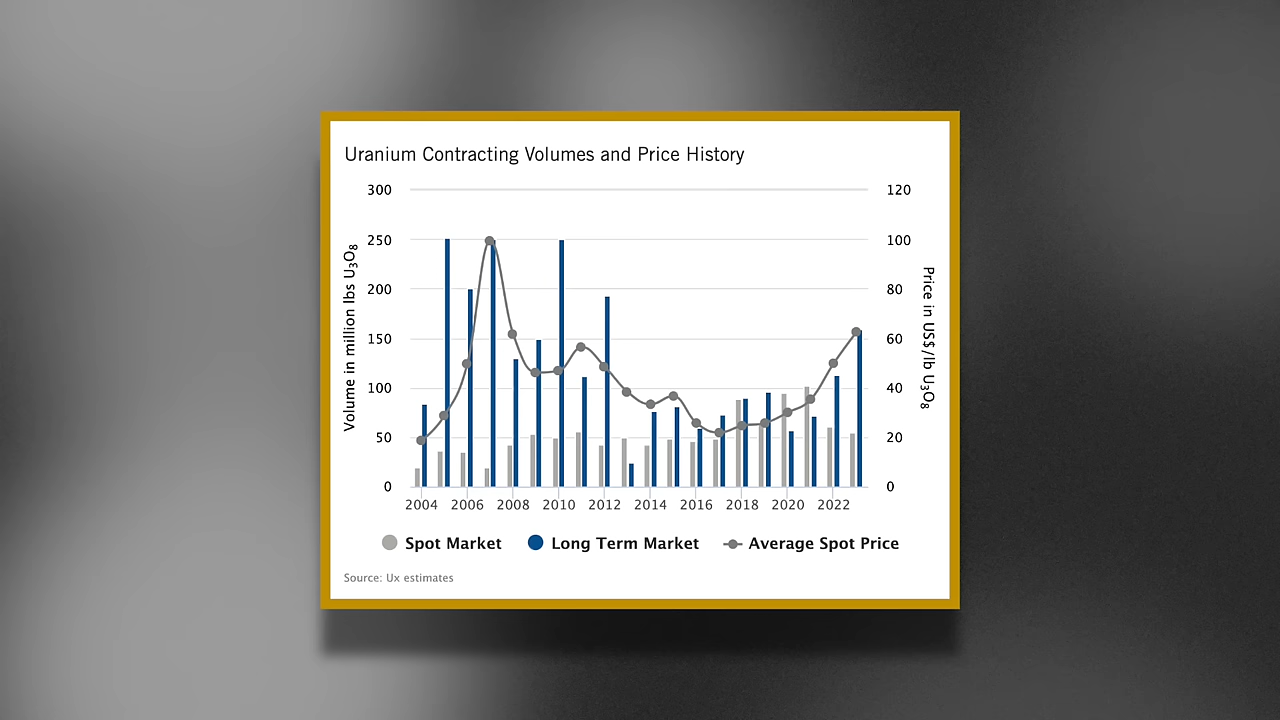 Uranium Contracting Volumes and Price History
300
250
200
150
100
50
0
Volume in million lbs U₃O₈
120
100
80
60
40
20
0
Price in US$/lb U₃O₈
2004 2006 2008 2010 2012 2014 2016 2018 2020 2022
Spot Market Long Term Market Average Spot Price
Source: Ux estimates